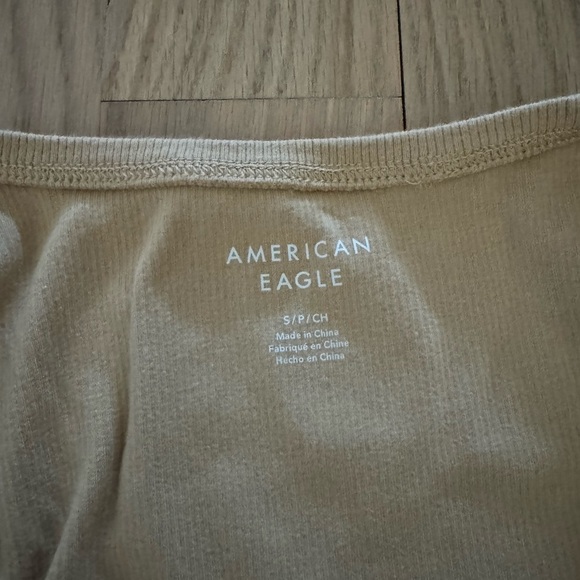 AMERICAN
EAGLE
S/P/CH
Made in China
Fabriqué en Chine
Hecho en China